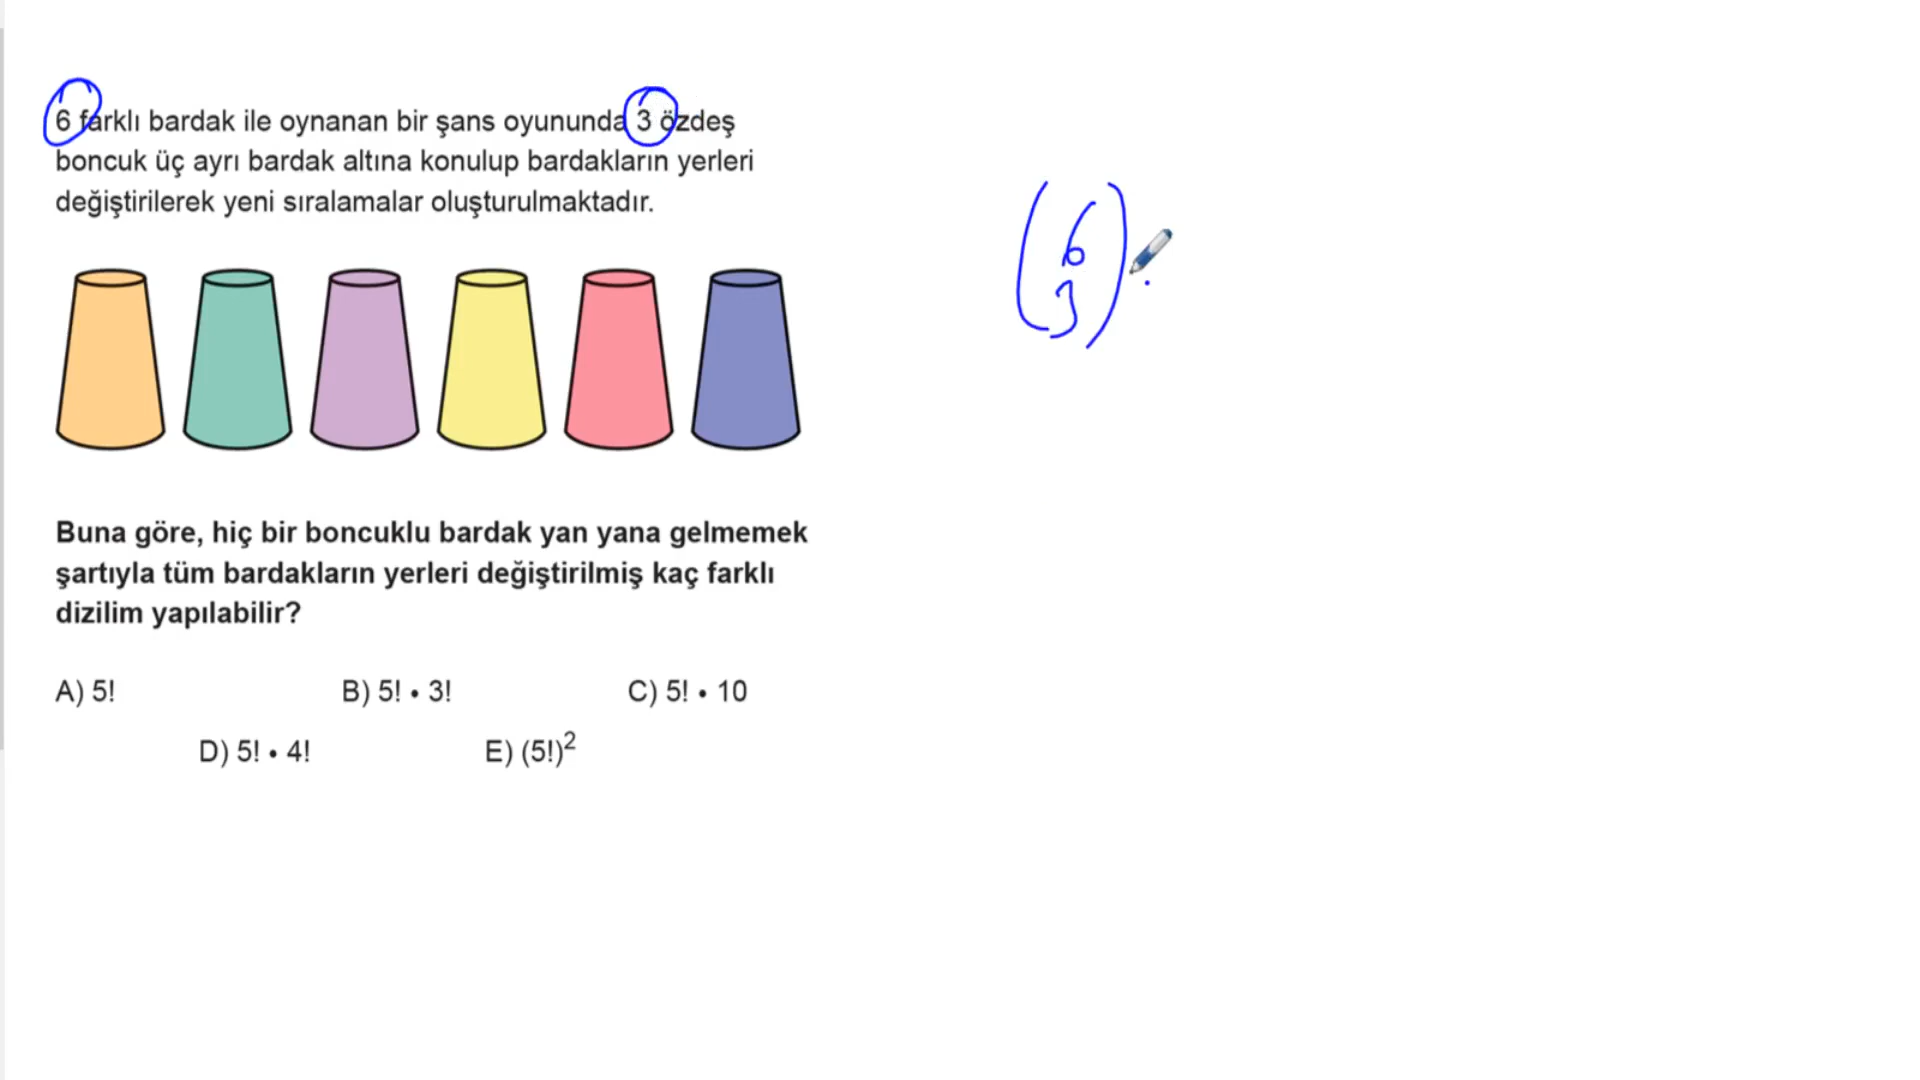 6 farklı bardak ile oynanan bir şans oyununda 3 özdeş
boncuk üç ayrı bardak altına konulup bardakların yerleri
değiştirilerek yeni sıralamalar oluşturulmaktadır.
(6
3) .
Buna göre, hiç bir boncuklu bardak yan yana gelmemek
şartıyla tüm bardakların yerleri değiştirilmiş kaç farklı
dizilim yapılabilir?
A) 5! B) 5! • 3! C) 5! • 10
D) 5! • 4! E) (5!)²